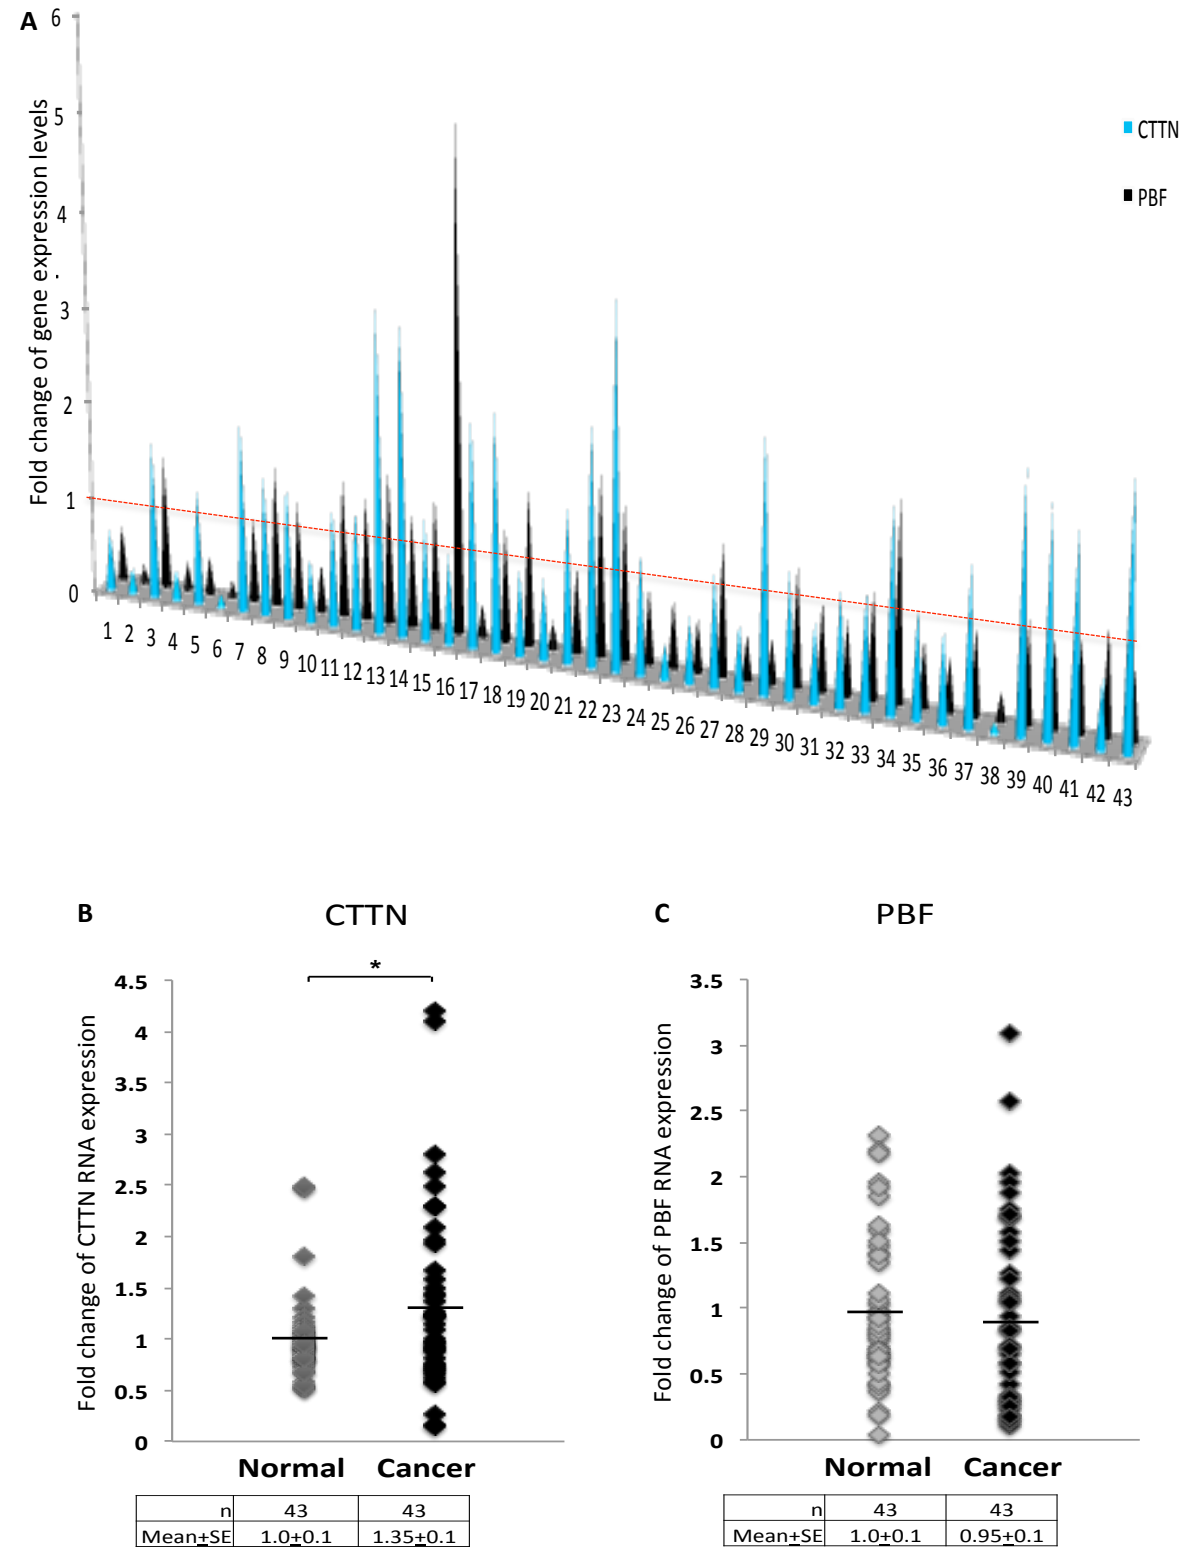 A
6
5
4
3
2
1
0
Fold change of gene expression levels
CTTN
PBF
1 2 3 4 5 6 7 8 9 10 11 12 13 14 15 16 17 18 19 20 21 22 23 24 25 26 27 28 29 30 31 32 33 34 35 36 37 38 39 40 41 42 43
B
CTTN
*
4.5
4
3.5
3
2.5
2
1.5
1
0.5
0
Fold change of CTTN RNA expression
Normal Cancer
n 43 43
Mean±SE 1.0±0.1 1.35±0.1
C
PBF
3.5
3
2.5
2
1.5
1
0.5
0
Fold change of PBF RNA expression
Normal Cancer
n 43 43
Mean±SE 1.0±0.1 0.95±0.1